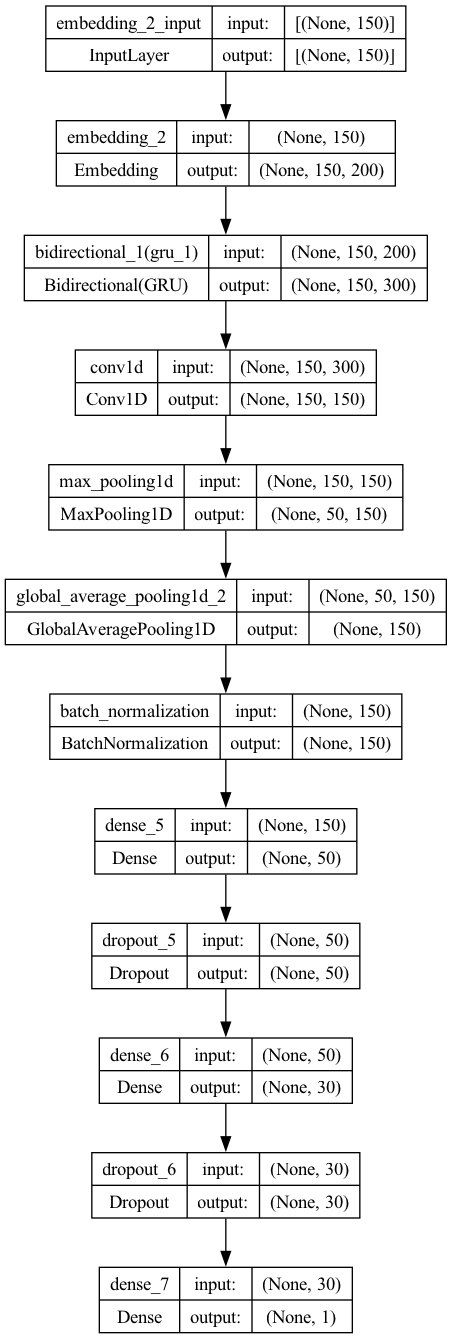 embedding_2_input input: [(None, 150)]
InputLayer output: [(None, 150)]
embedding_2 input: (None, 150)
Embedding output: (None, 150, 200)
bidirectional_1(gru_1) input: (None, 150, 200)
Bidirectional(GRU) output: (None, 150, 300)
conv1d input: (None, 150, 300)
Conv1D output: (None, 150, 150)
max_pooling1d input: (None, 150, 150)
MaxPooling1D output: (None, 50, 150)
global_average_pooling1d_2 input: (None, 50, 150)
GlobalAveragePooling1D output: (None, 150)
batch_normalization input: (None, 150)
BatchNormalization output: (None, 150)
dense_5 input: (None, 150)
Dense output: (None, 50)
dropout_5 input: (None, 50)
Dropout output: (None, 50)
dense_6 input: (None, 50)
Dense output: (None, 30)
dropout_6 input: (None, 30)
Dropout output: (None, 30)
dense_7 input: (None, 30)
Dense output: (None, 1)